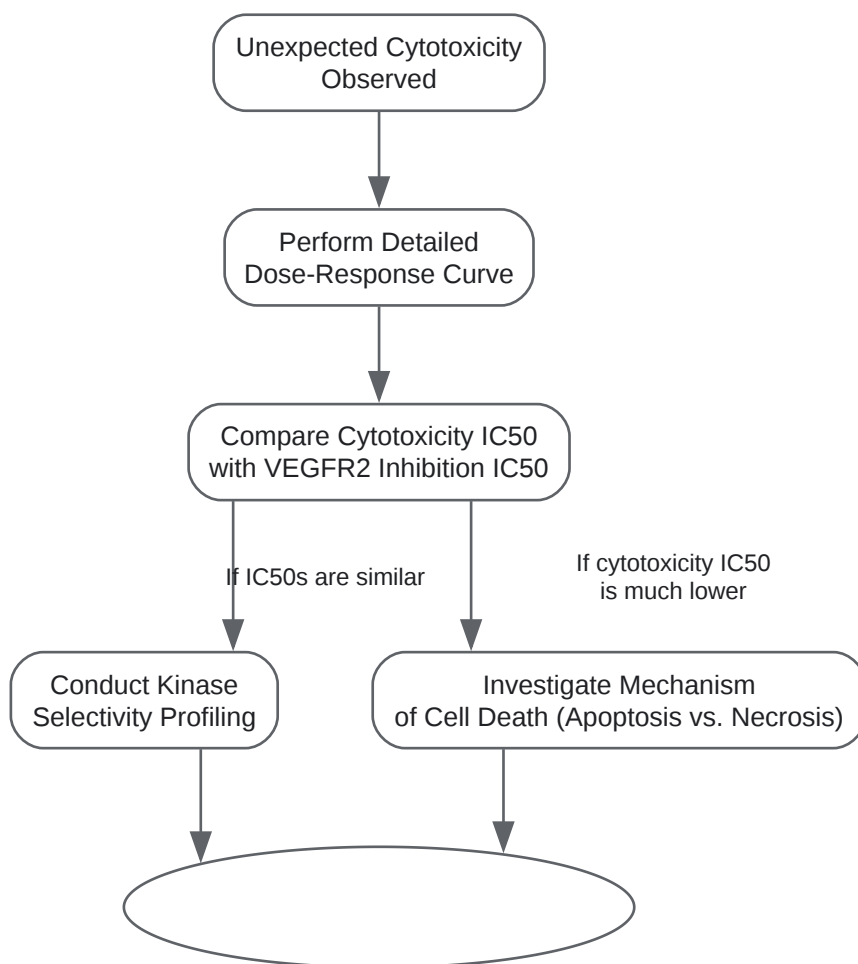 Unexpected Cytotoxicity
Observed
Perform Detailed
Dose-Response Curve
Compare Cytotoxicity IC50
with VEGFR2 Inhibition IC50
If IC50s are similar
If cytotoxicity IC50
is much lower
Conduct Kinase
Selectivity Profiling
Investigate Mechanism
of Cell Death (Apoptosis vs. Necrosis)